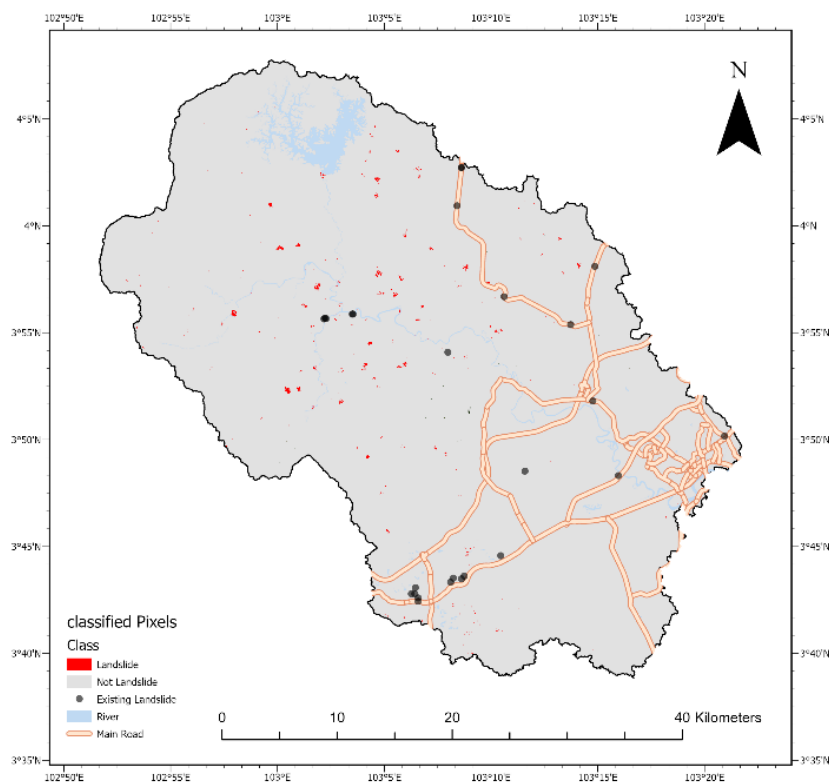 102°50'E 102°55'E 103°E 103°5'E 103°10'E 103°15'E 103°20'E
N
4°5'N 4°5'N
4°N 4°N
3°55'N 3°55'N
3°50'N 3°50'N
3°45'N 3°45'N
classified Pixels
Class
Landslide
Not Landslide
3°40'N 3°40'N
Existing Landslide
River
0 10 20 40 Kilometers
Main Road
3°35'N 3°35'N
102°50'E 102°55'E 103°E 103°5'E 103°10'E 103°15'E 103°20'E